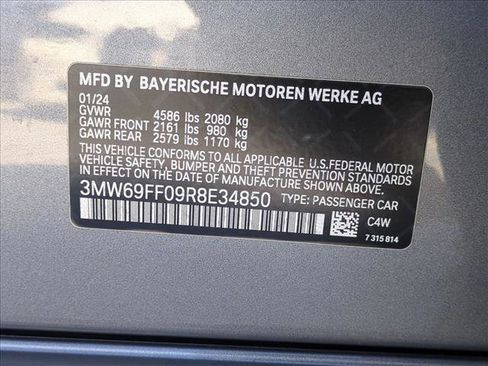 MFD BY BAYERISCHE MOTOREN WERKE AG
01/24
GVWR 4586 lbs 2080 kg
GAWR FRONT 2161 lbs 980 kg
GAWR REAR 2579 lbs 1170 kg
THIS VEHICLE CONFORMS TO ALL APPLICABLE U.S.FEDERAL MOTOR
VEHICLE SAFETY, BUMPER, AND THEFT PREVENTION STANDARDS
IN EFFECT ON THE DATE OF MANUFACTURE SHOWN ABOVE.
3MW69FF09R8E34850 TYPE: PASSENGER CAR
C4W
7 315 814